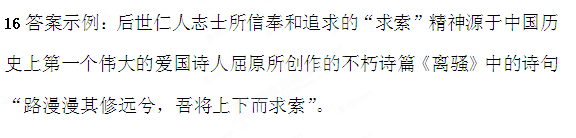 16 答案示例：后世仁人志士所信奉和追求的“求索”精神源于中国历
史上第一个伟大的爱国诗人屈原所创作的不朽诗篇《离骚》中的诗句
“路漫漫其修远兮，吾将上下而求索”。